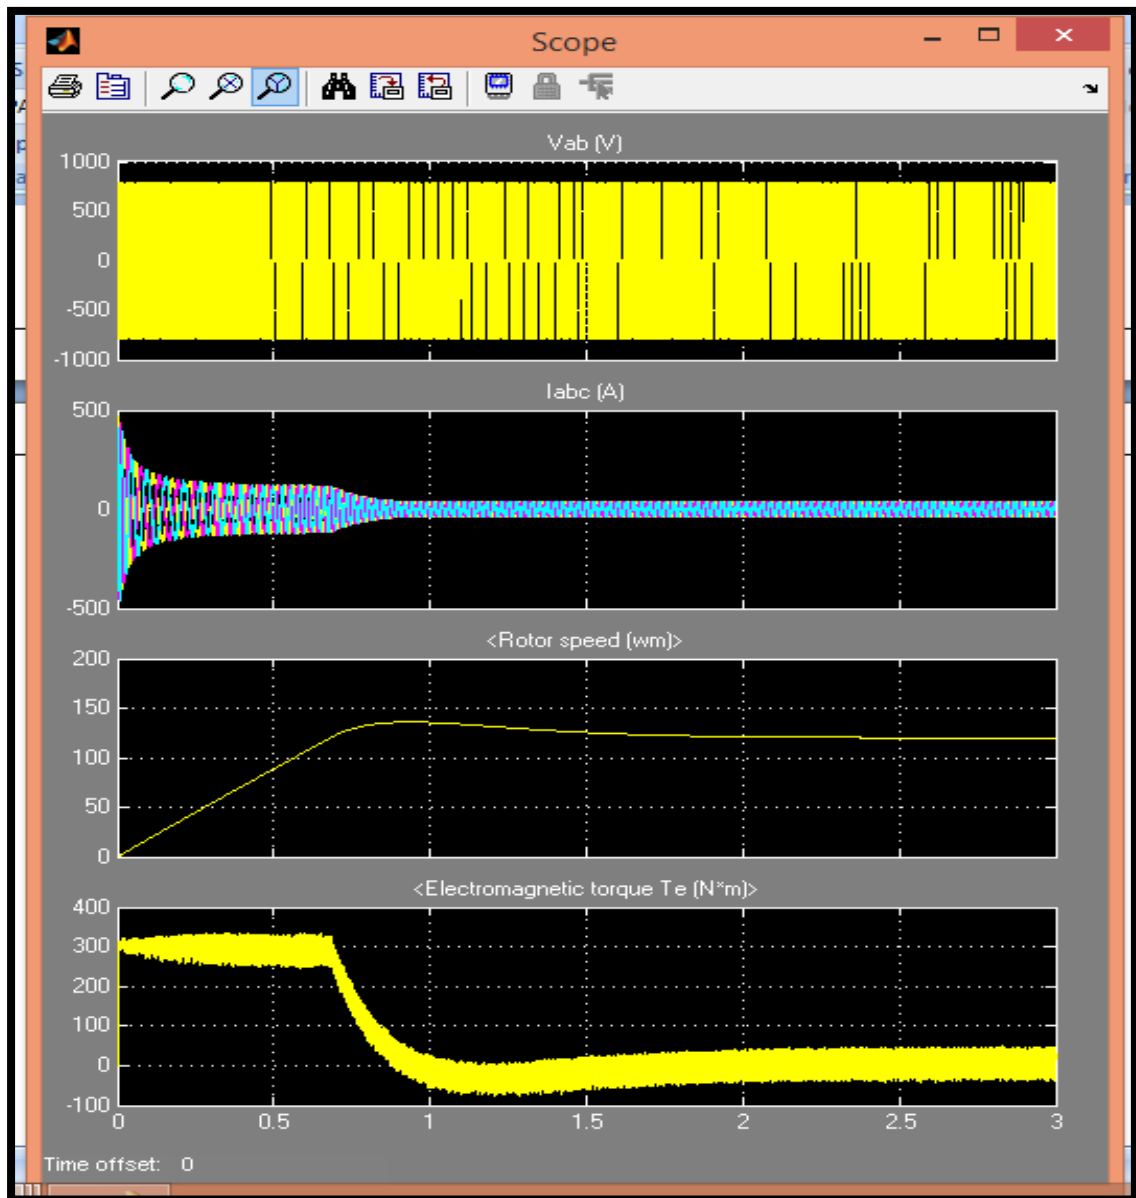 Scope
Vab (V)
1000
500
0
-500
-1000
Iabc (A)
500
0
-500
<Rotor speed (wm)>
200
150
100
50
0
<Electromagnetic torque Te (N*m)>
400
300
200
100
0
-100
0 0.5 1 1.5 2 2.5 3
Time offset: 0